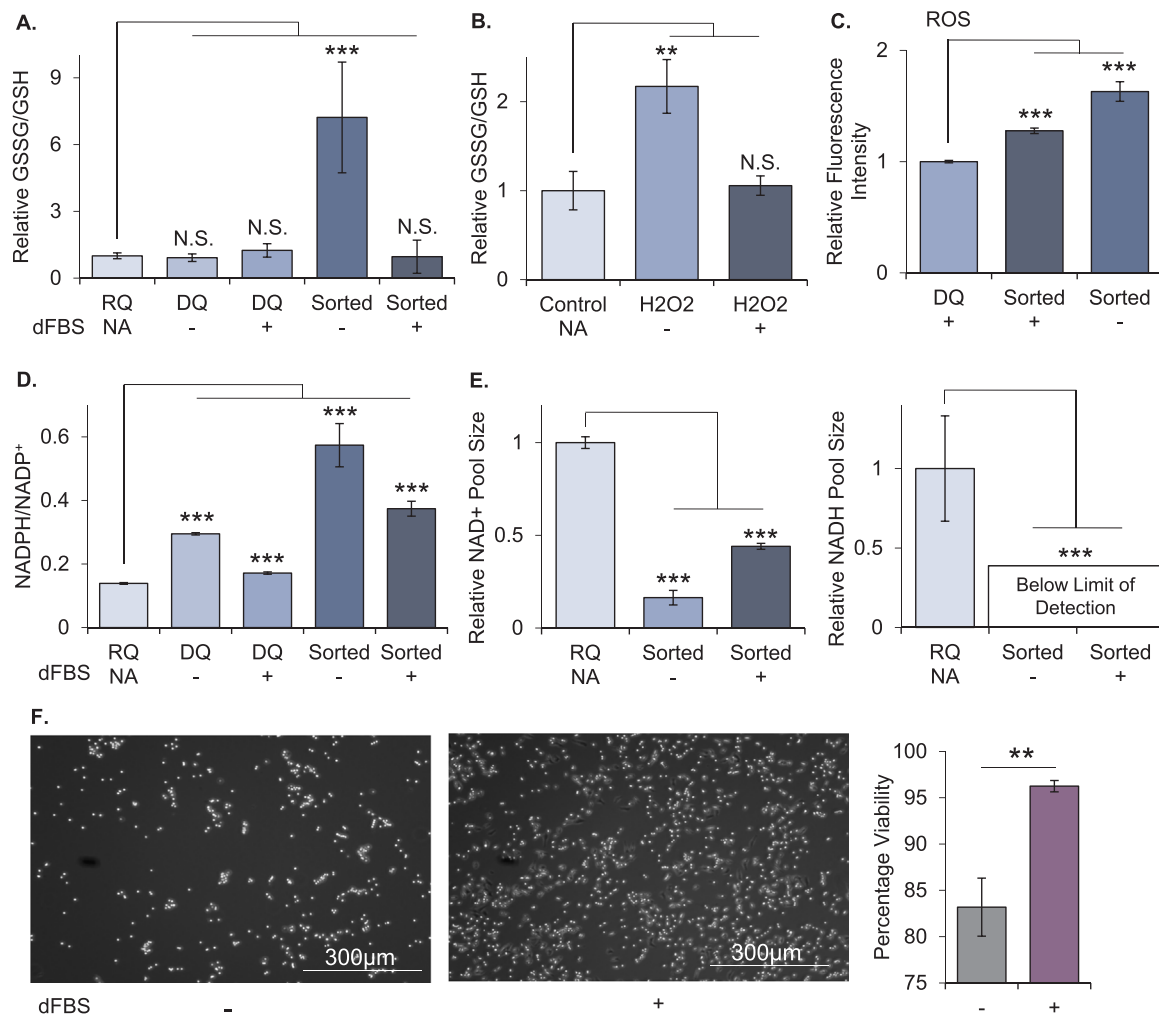 A.
Relative GSSG/GSH
9
6
3
0
***
N.S.
N.S.
N.S.
RQ DQ DQ Sorted Sorted
dFBS NA - + - +
B.
Relative GSSG/GSH
2
1
0
**
N.S.
Control H2O2 H2O2
NA - +
C.
ROS
Relative Fluorescence
Intensity
2
1
0
***
***
DQ Sorted Sorted
+ + -
D.
NADPH/NADP⁺
0.6
0.4
0.2
0
***
***
***
***
RQ DQ DQ Sorted Sorted
dFBS NA - + - +
E.
Relative NAD+ Pool Size
1
0.5
0
***
***
RQ Sorted Sorted
NA - +
Relative NADH Pool Size
1
0.5
0
***
Below Limit of
Detection
RQ Sorted Sorted
NA - +
F.
300µm
300µm
dFBS - +
Percentage Viability
100
95
90
85
80
75
**
- +